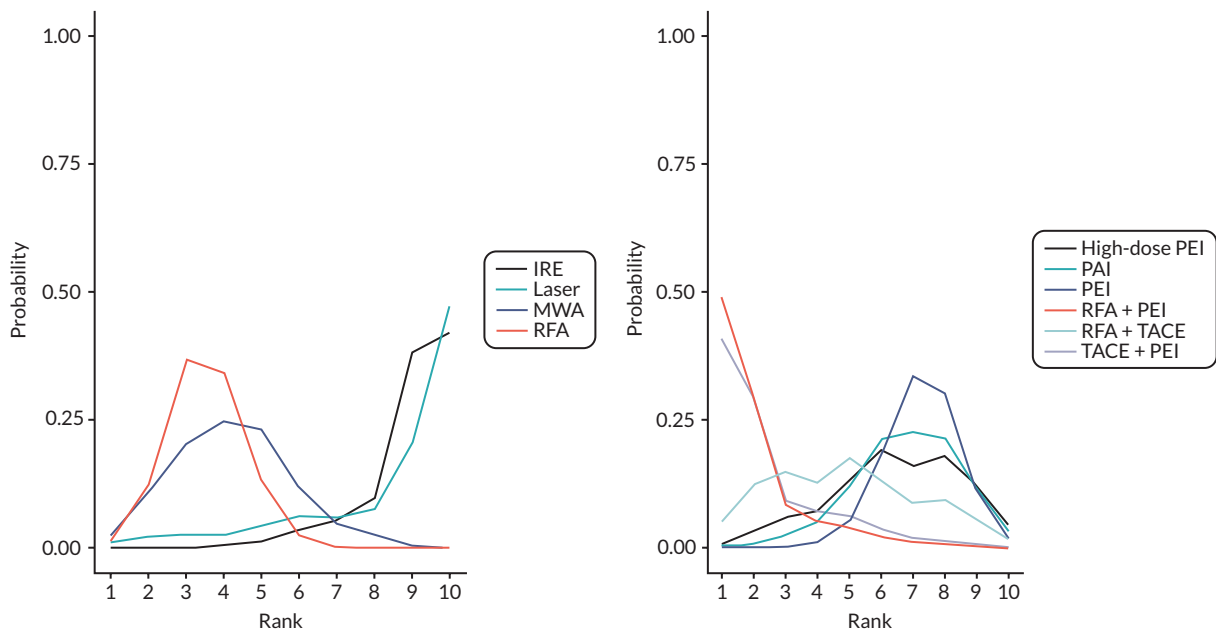 1.00
0.75
0.50
0.25
0.00
Probability
1 2 3 4 5 6 7 8 9 10
Rank
IRE
Laser
MWA
RFA
1.00
0.75
0.50
0.25
0.00
Probability
1 2 3 4 5 6 7 8 9 10
Rank
High-dose PEI
PAI
PEI
RFA + PEI
RFA + TACE
TACE + PEI